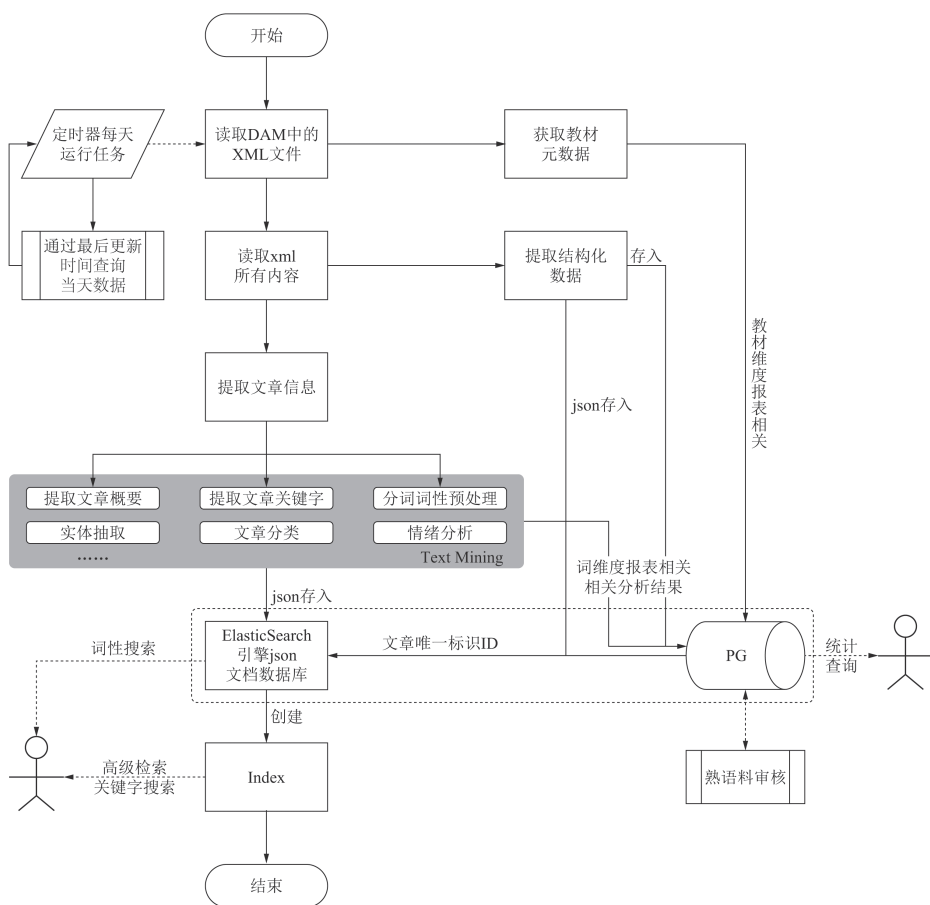 开始
定时器每天
运行任务
读取DAM中的
XML文件
获取教材
元数据
通过最后更新
时间查询
当天数据
读取xml
所有内容
提取结构化
数据
存入
教材维度报表相关
提取文章信息
json存入
提取文章概要
提取文章关键字
分词词性预处理
实体抽取
文章分类
情绪分析
……
Text Mining
词维度报表相关
相关分析结果
json存入
词性搜索
ElasticSearch
引擎json
文档数据库
文章唯一标识ID
PG
统计
查询
创建
高级检索
关键字搜索
Index
熟语料审核
结束